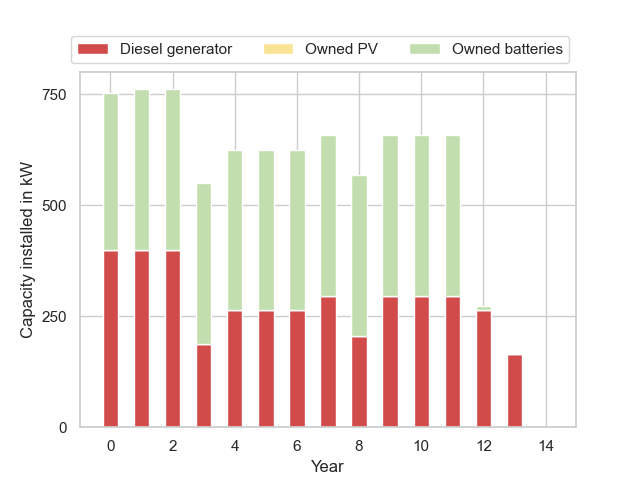 Diesel generator Owned PV Owned batteries
750
500
250
0
Capacity installed in kW
0 2 4 6 8 10 12 14
Year